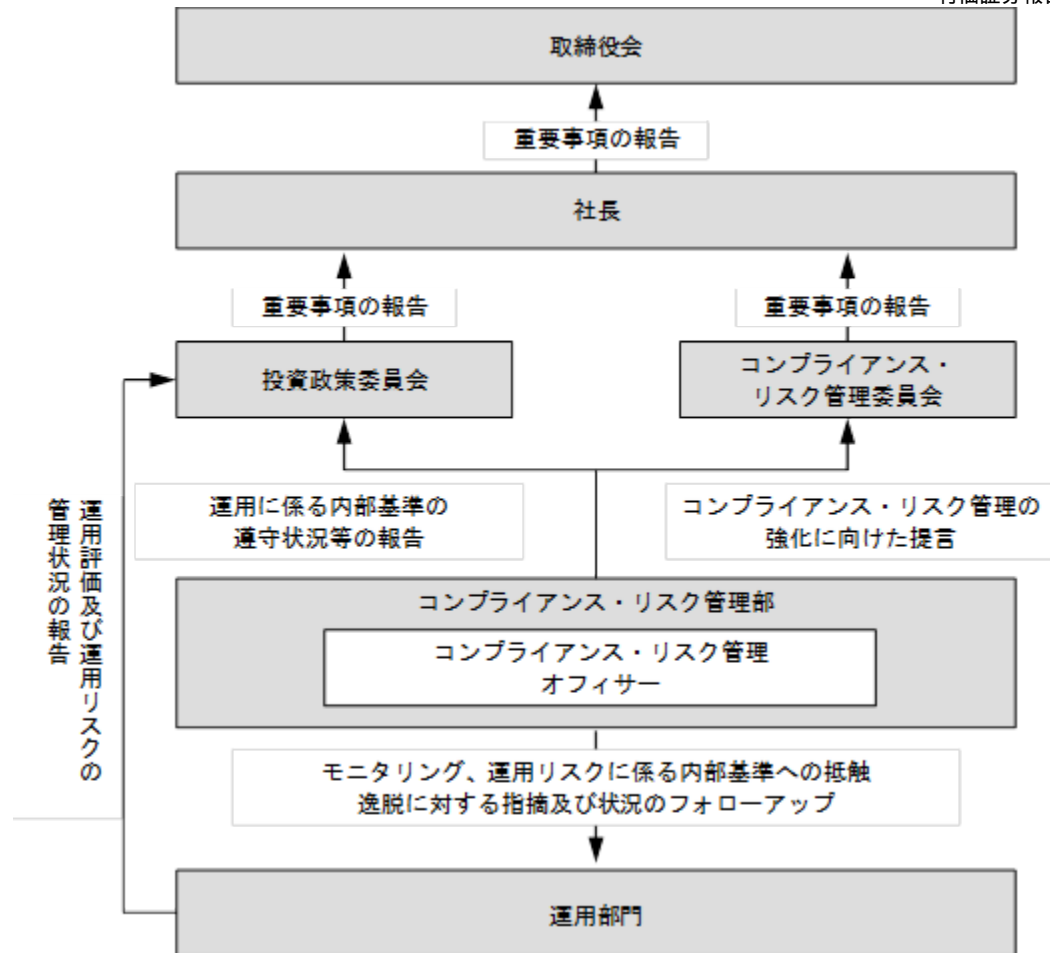 有価証券報告
取締役会
重要事項の報告
社長
重要事項の報告
重要事項の報告
投資政策委員会
コンプライアンス・
リスク管理委員会
運用に係る内部基準の
遵守状況等の報告
コンプライアンス・リスク管理の
強化に向けた提言
運用評価及び運用リスクの
管理状況の報告
コンプライアンス・リスク管理部
コンプライアンス・リスク管理
オフィサー
モニタリング、運用リスクに係る内部基準への抵触
逸脱に対する指摘及び状況のフォローアップ
運用部門